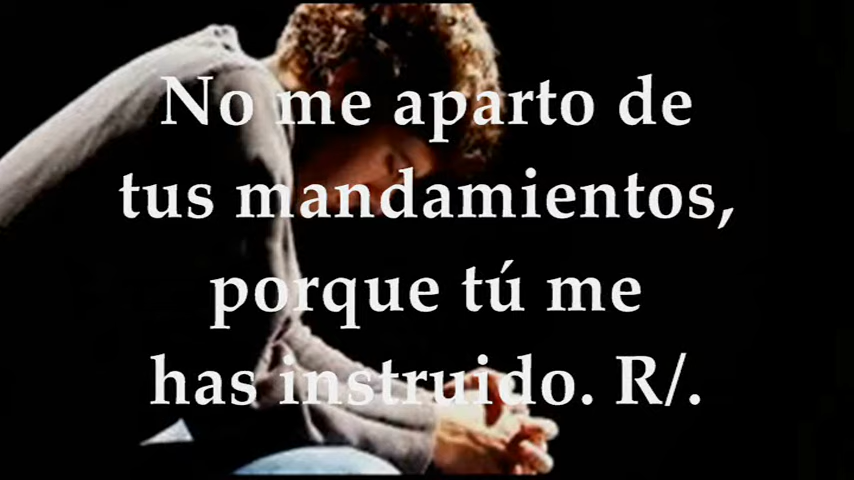 No me aparto de
tus mandamientos,
porque tú me
has instruido. R/.